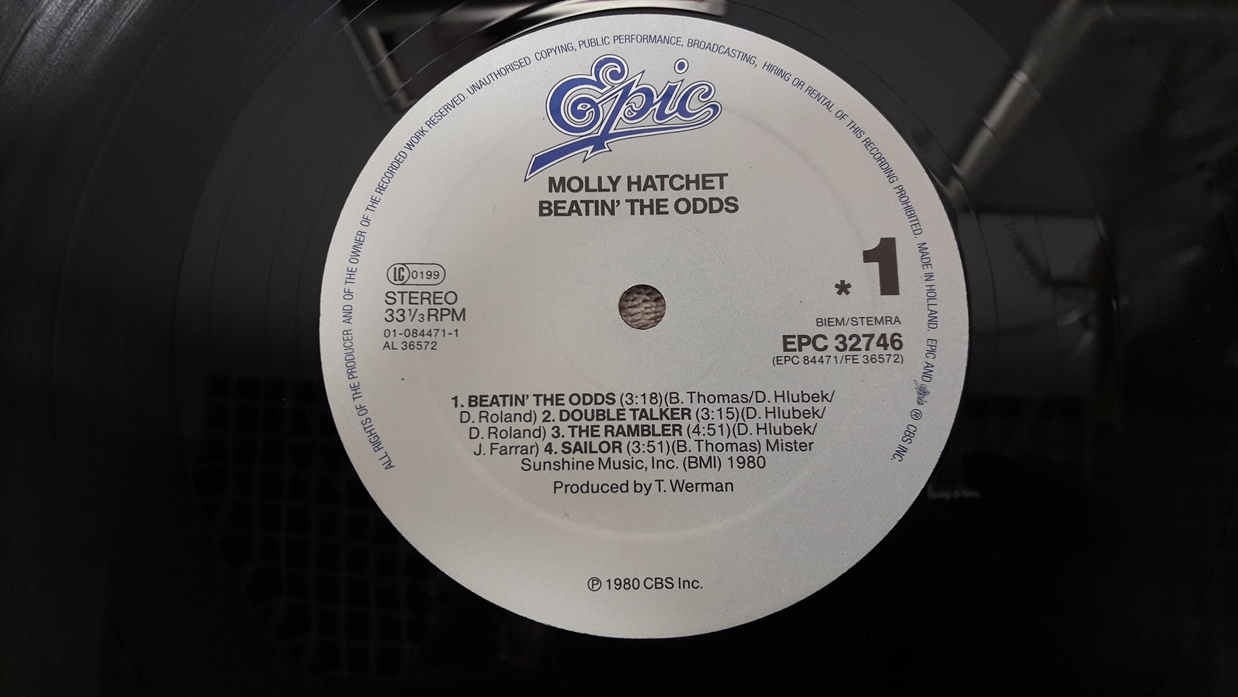 ALL RIGHTS OF THE PRODUCER AND OF THE OWNER OF THE RECORDED WORK RESERVED. UNAUTHORISED COPYING, PUBLIC PERFORMANCE, BROADCASTING, HIRING OR RENTAL OF THIS RECORDING PROHIBITED. MADE IN HOLLAND. EPIC AND Epic ® CBS INC.
Epic
MOLLY HATCHET
BEATIN' THE ODDS
* 1
LC 0199
STEREO
33 1/3 RPM
01-084471-1
AL 36572
BIEM/STEMRA
EPC 32746
(EPC 84471/FE 36572)
1. BEATIN' THE ODDS (3:18)(B. Thomas/D. Hlubek/
D. Roland) 2. DOUBLE TALKER (3:15)(D. Hlubek/
D. Roland) 3. THE RAMBLER (4:51)(D. Hlubek/
J. Farrar) 4. SAILOR (3:51)(B. Thomas) Mister
Sunshine Music, Inc. (BMI) 1980
Produced by T. Werman
℗ 1980 CBS Inc.